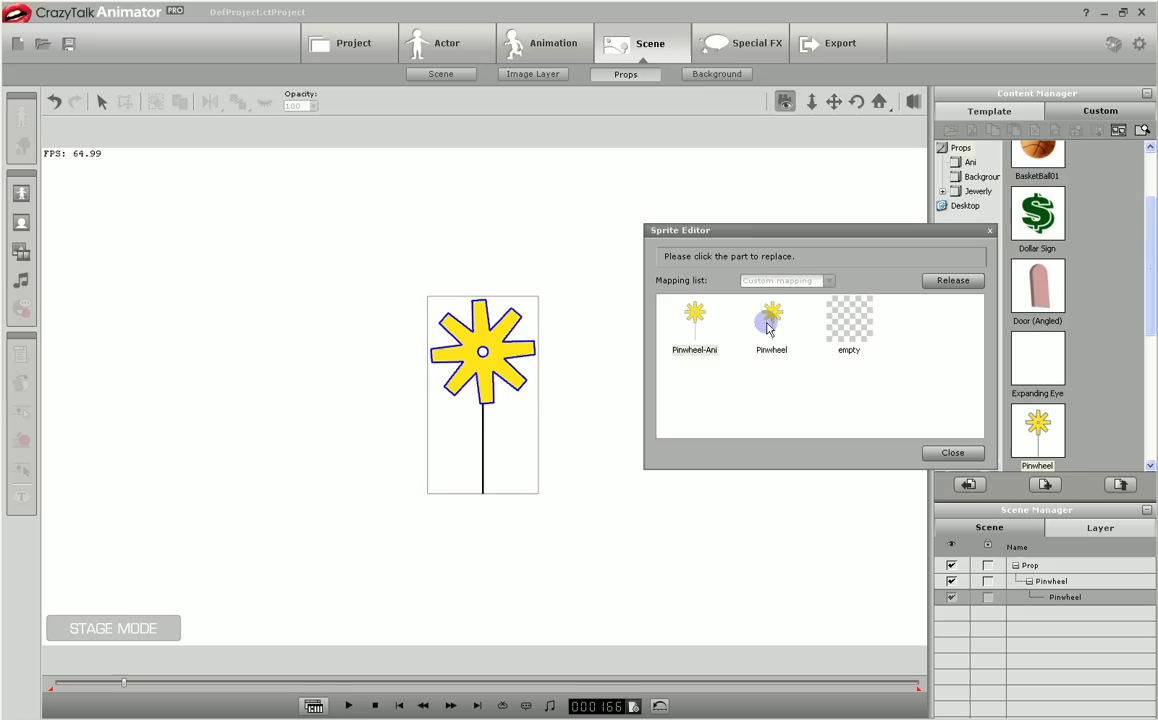 CrazyTalk Animator PRO DefProject.ctProject
?
Project Actor Animation Scene Special FX Export
Scene Image Layer Props Background
Opacity:
100
FPS: 64.99
Content Manager
Template Custom
Props
Ani
Backgrour
Jewerly
Desktop
BasketBall01
Dollar Sign
Door (Angled)
Expanding Eye
Pinwheel
Sprite Editor
x
Please click the part to replace.
Mapping list: Custom mapping Release
Pinwheel-Ani Pinwheel empty
Close
Scene Manager
Scene Layer
Name
Prop
Pinwheel
Pinwheel
STAGE MODE
000166